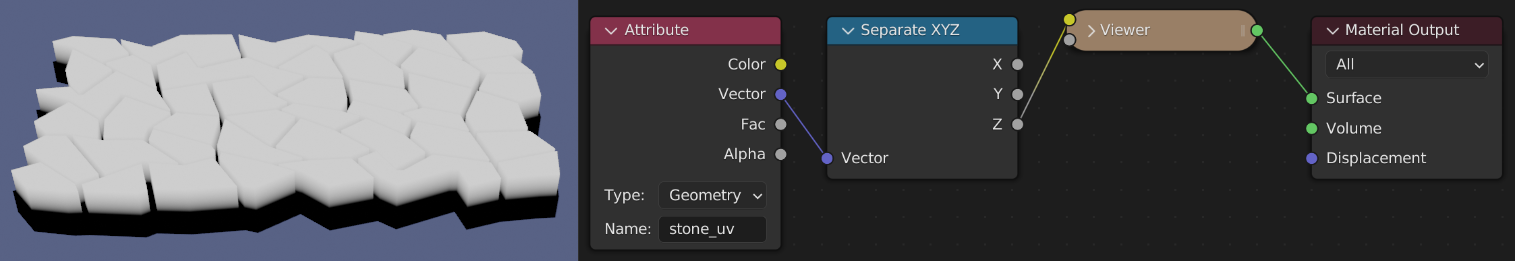 Attribute
Color
Vector
Fac
Alpha
Type: Geometry
Name: stone_uv
Separate XYZ
X
Y
Z
Vector
Viewer
Material Output
All
Surface
Volume
Displacement